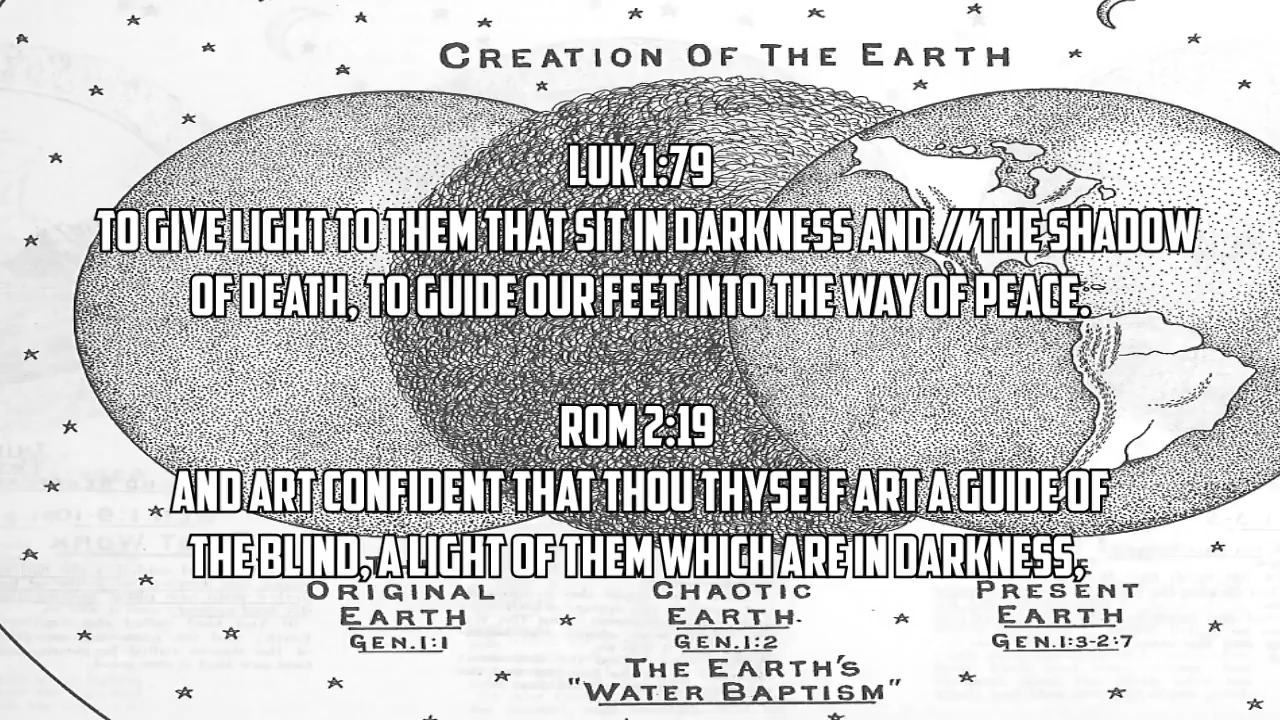 CREATION OF THE EARTH
LUK 1:79
TO GIVE LIGHT TO THEM THAT SIT IN DARKNESS AND IN THE SHADOW
OF DEATH, TO GUIDE OUR FEET INTO THE WAY OF PEACE.
ROM 2:19
AND ART CONFIDENT THAT THOU THYSELF ART A GUIDE OF
THE BLIND, A LIGHT OF THEM WHICH ARE IN DARKNESS,
ORIGINAL
EARTH
GEN.1:1
CHAOTIC
EARTH.
GEN.1:2
PRESENT
EARTH
GEN.1:3-2:7
THE EARTH'S
"WATER BAPTISM"